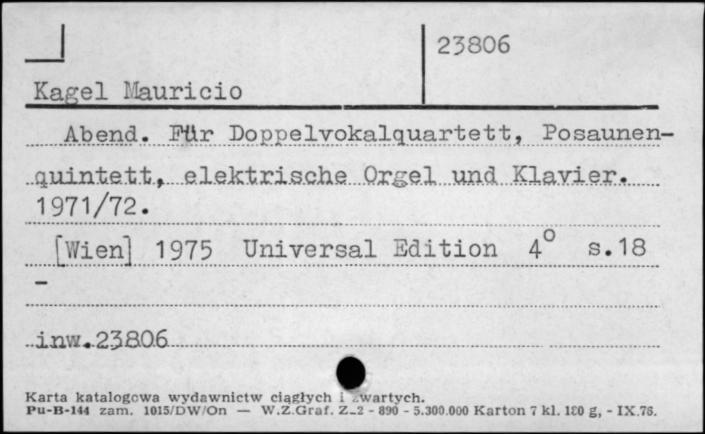 23806
Kagel Mauricio
Abend. Für Doppelvokalquartett, Posaunen-
quintett, elektrische Orgel und Klavier.
1971/72.
[Wien] 1975 Universal Edition 4° s.18
-
inw.23806
Karta katalogowa wydawnictw ciągłych i zwartych.
Pu-B-144 zam. 1015/DW/On — W.Z.Graf. Z-2 - 890 - 5.300.000 Karton 7 kl. 180 g, - IX.76.